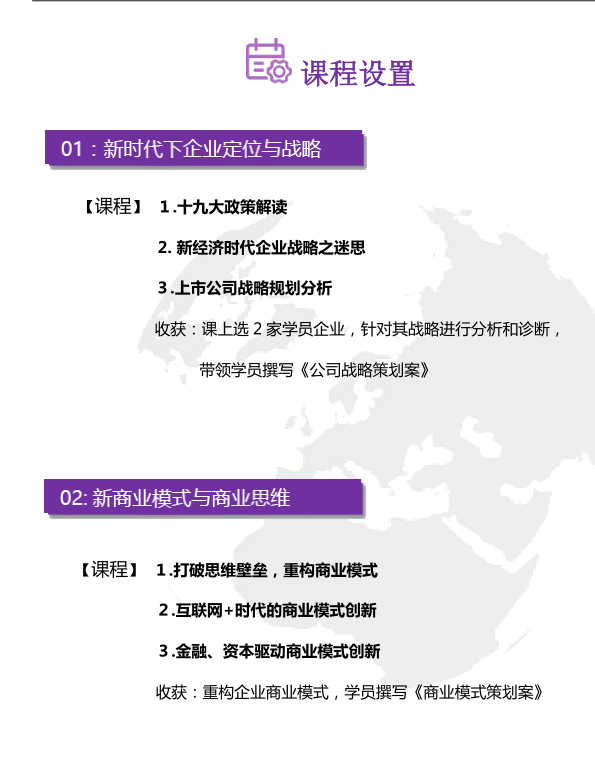 课程设置
01：新时代下企业定位与战略
【课程】 1.十九大政策解读
2. 新经济时代企业战略之迷思
3.上市公司战略规划分析
收获：课上选 2 家学员企业，针对其战略进行分析和诊断，
带领学员撰写《公司战略策划案》
02: 新商业模式与商业思维
【课程】 1.打破思维壁垒，重构商业模式
2.互联网+时代的商业模式创新
3.金融、资本驱动商业模式创新
收获：重构企业商业模式，学员撰写《商业模式策划案》